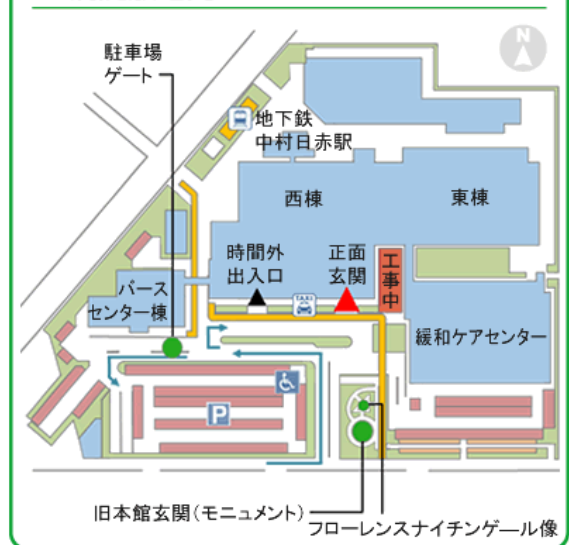 N
駐車場
ゲート
地下鉄
中村日赤駅
西棟
東棟
時間外
出入口
正面
玄関
工事中
TAXI
バース
センター棟
緩和ケアセンター
P
旧本館玄関(モニュメント)
フローレンスナイチンゲ―ル像